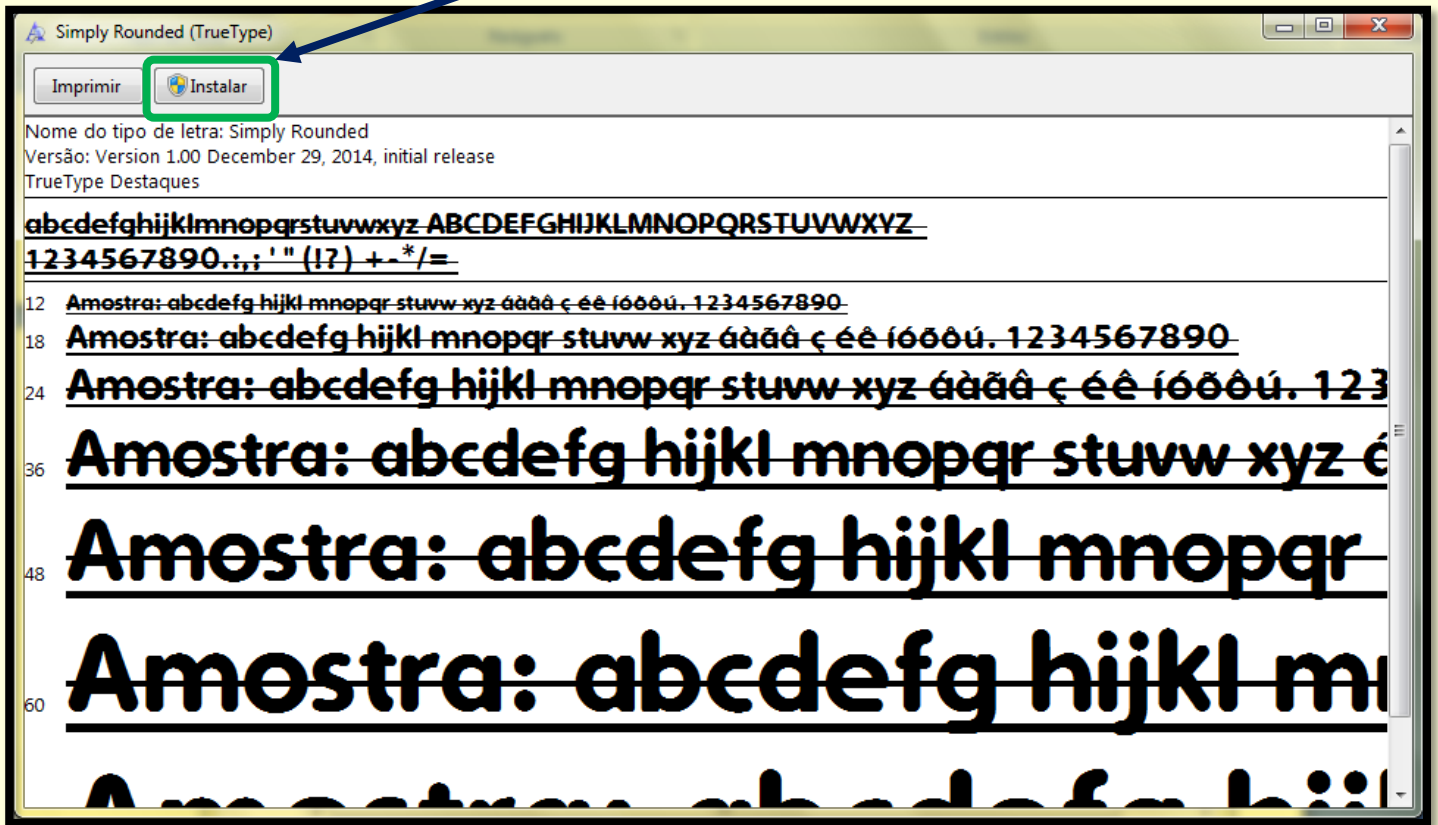 Simply Rounded (TrueType)
Imprimir
Instalar
Nome do tipo de letra: Simply Rounded
Versão: Version 1.00 December 29, 2014, initial release
TrueType Destaques
abcdefghijklmnopqrstuvwxyz ABCDEFGHIJKLMNOPQRSTUVWXYZ
1234567890.:,; ' " (!?) +-*/=
12 Amostra: abcdefg hijkl mnopqr stuvw xyz áàãâ ç éê íóõôú. 1234567890
18 Amostra: abcdefg hijkl mnopqr stuvw xyz áàãâ ç éê íóõôú. 1234567890
24 Amostra: abcdefg hijkl mnopqr stuvw xyz áàãâ ç éê íóõôú. 123
36 Amostra: abcdefg hijkl mnopqr stuvw xyz
48 Amostra: abcdefg hijkl mnopqr
60 Amostra: abcdefg hijkl m
Amostra: abcdefg